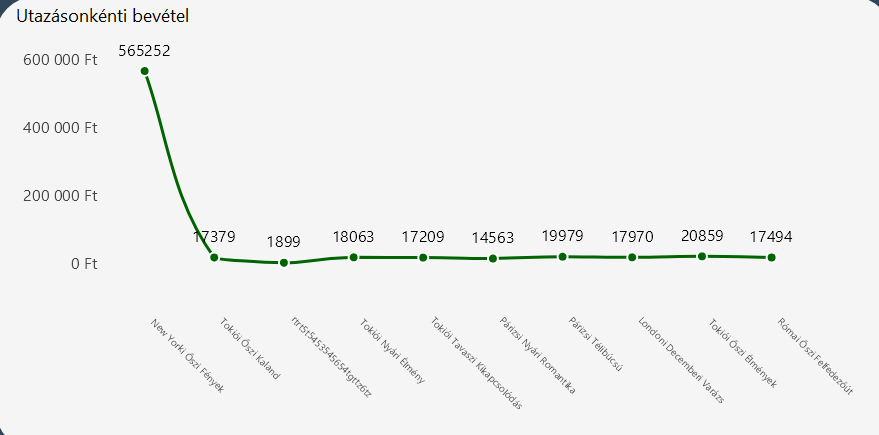 Utazásonkénti bevétel
600 000 Ft
400 000 Ft
200 000 Ft
0 Ft
565252
17379
1899
18063
17209
14563
19979
17970
20859
17494
New Yorki Őszi Fények
Tokiói Őszi Kaland
rtrt5t5453545654tgrtz6tz
Tokiói Nyári Élmény
Tokiói Tavaszi Kikapcsolódás
Párizsi Nyári Romantika
Párizsi Télibúcsú
Londoni Decemberi Varázs
Tokiói Őszi Élmények
Római Őszi Felfedezőút